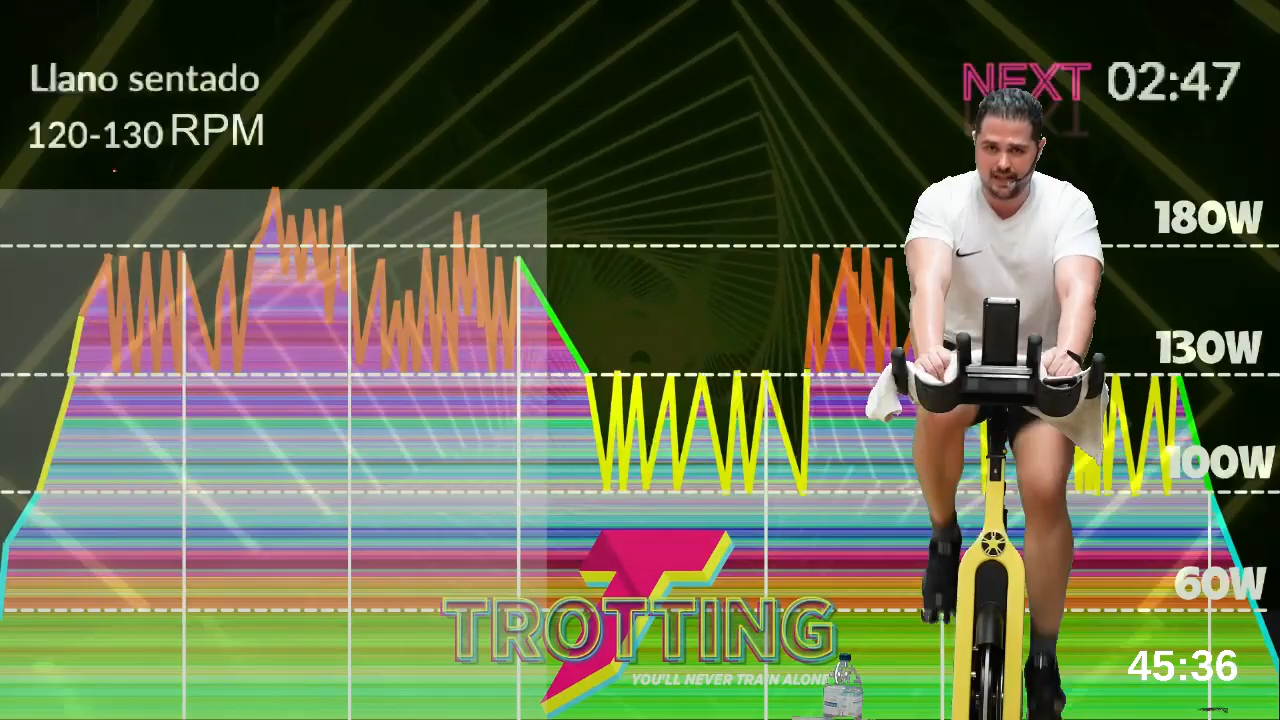 Llano sentado
120-130 RPM
NEXT 02:47
180W
130W
100W
60W
TROTTING
YOU'LL NEVER TRAIN ALONE
45:36